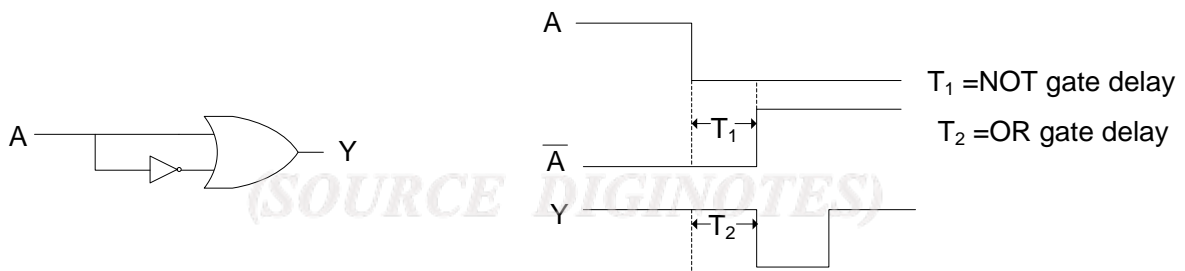 A
Y
A
T₁
A̅
Y
T₂
T₁ =NOT gate delay
T₂ =OR gate delay
(SOURCE DIGINOTES)